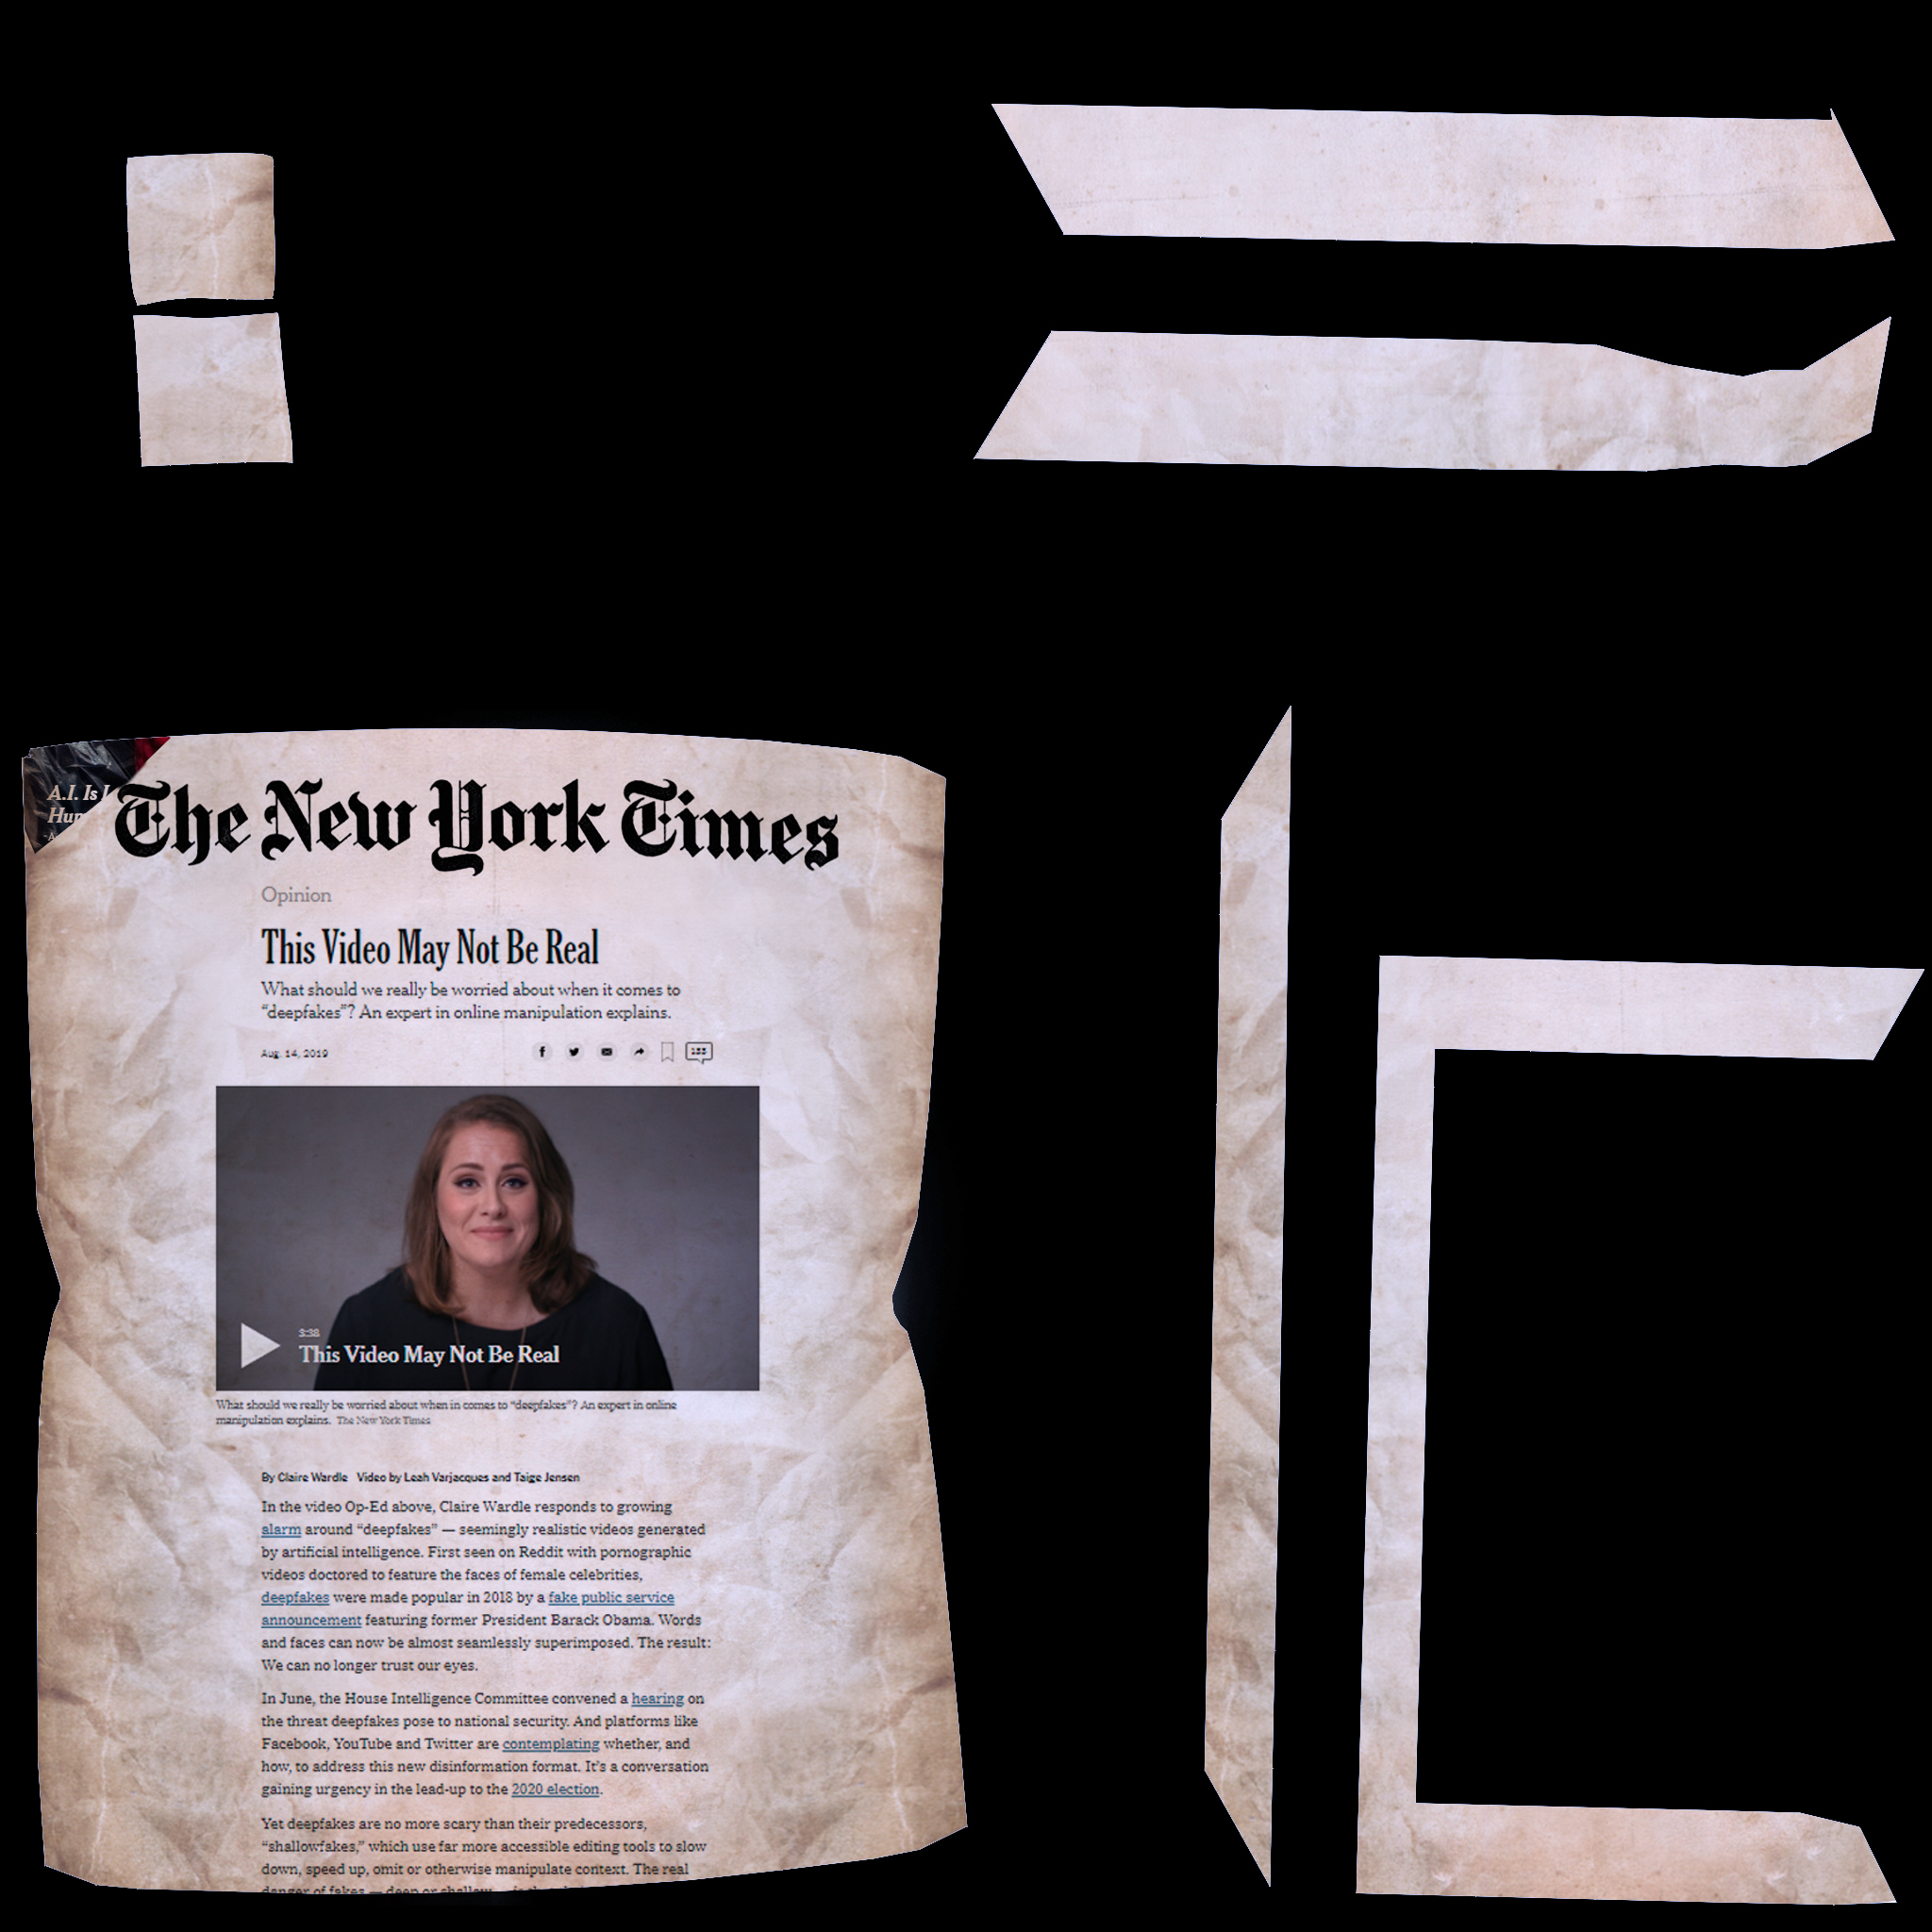 A.I. Is
The New York Times
Opinion
This Video May Not Be Real
What should we really be worried about when it comes to
“deepfakes”? An expert in online manipulation explains.
Aug. 14, 2019
155
3:38
This Video May Not Be Real
What should we really be worried about when in comes to “deepfakes”? An expert in online
manipulation explains. The New York Times
By Claire Wardle Video by Leah Varjacques and Taige Jensen
In the video Op-Ed above, Claire Wardle responds to growing
alarm around “deepfakes” — seemingly realistic videos generated
by artificial intelligence. First seen on Reddit with pornographic
videos doctored to feature the faces of female celebrities,
deepfakes were made popular in 2018 by a fake public service
announcement featuring former President Barack Obama. Words
and faces can now be almost seamlessly superimposed. The result:
We can no longer trust our eyes.
In June, the House Intelligence Committee convened a hearing on
the threat deepfakes pose to national security. And platforms like
Facebook, YouTube and Twitter are contemplating whether, and
how, to address this new disinformation format. It’s a conversation
gaining urgency in the lead-up to the 2020 election.
Yet deepfakes are no more scary than their predecessors,
“shallowfakes,” which use far more accessible editing tools to slow
down, speed up, omit or otherwise manipulate context. The real
danger of fakes — deep or shallow —